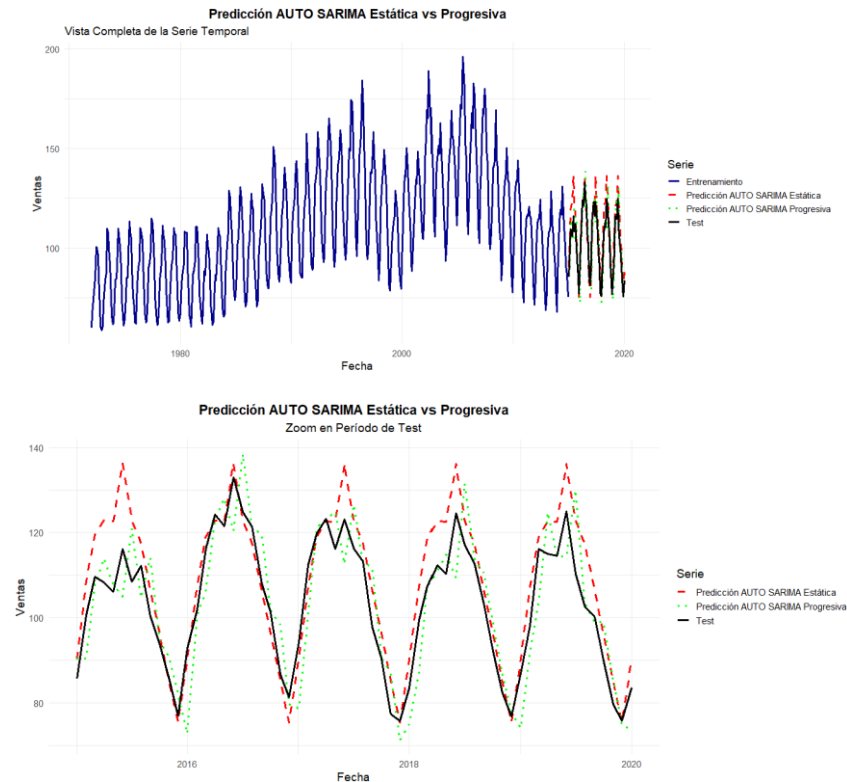 Predicción AUTO SARIMA Estática vs Progresiva
Vista Completa de la Serie Temporal
200
150
100
Ventas
1980
2000
2020
Fecha
Serie
Entrenamiento
Predicción AUTO SARIMA Estática
Predicción AUTO SARIMA Progresiva
Test
Predicción AUTO SARIMA Estática vs Progresiva
Zoom en Período de Test
140
120
100
80
Ventas
2016
2018
2020
Fecha
Serie
Predicción AUTO SARIMA Estática
Predicción AUTO SARIMA Progresiva
Test